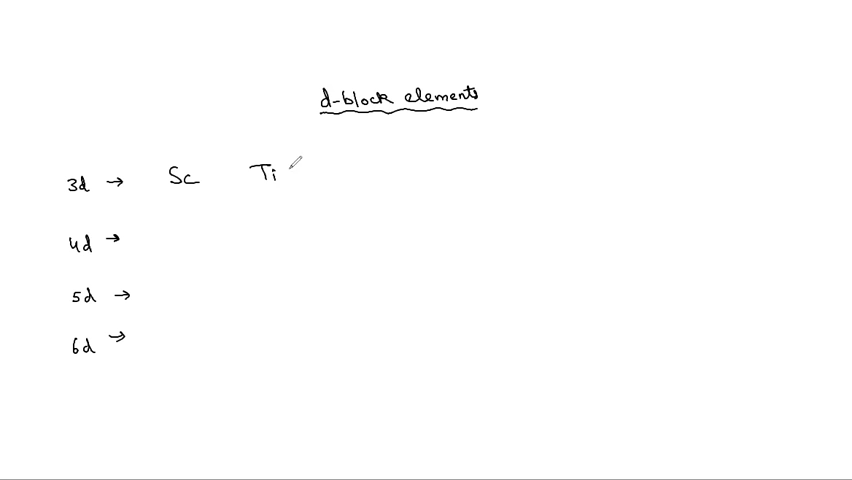 d-block elements
3d → Sc Ti
4d →
5d →
6d →